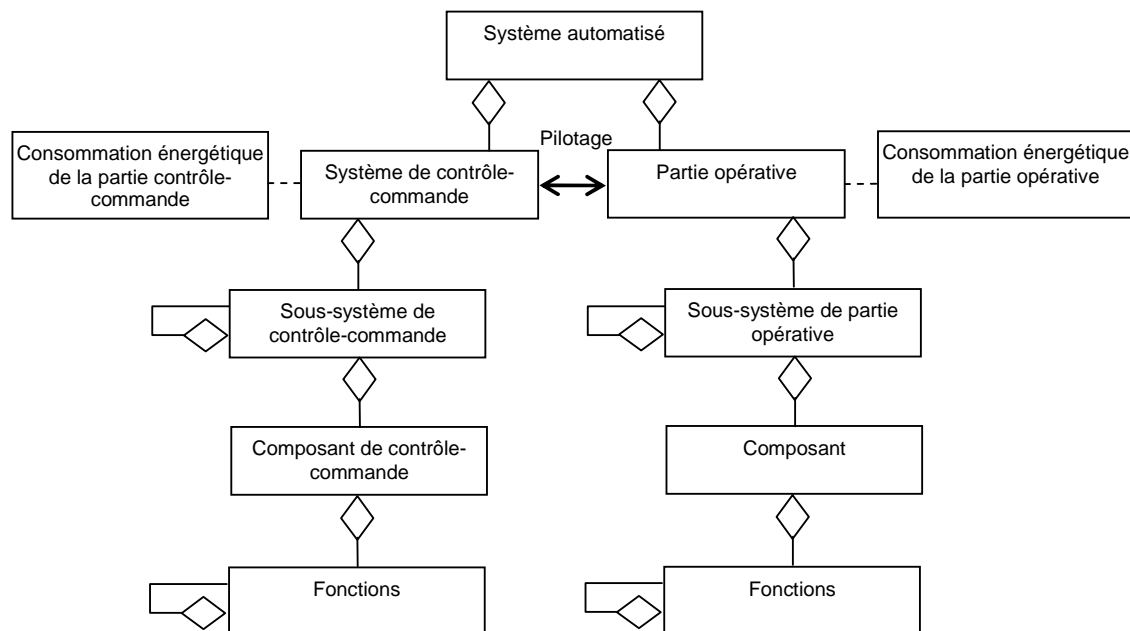 Système automatisé
Pilotage
Consommation énergétique
de la partie contrôle-
commande
Système de contrôle-
commande
Partie opérative
Consommation énergétique
de la partie opérative
Sous-système de
contrôle-commande
Sous-système de partie
opérative
Composant de contrôle-
commande
Composant
Fonctions
Fonctions